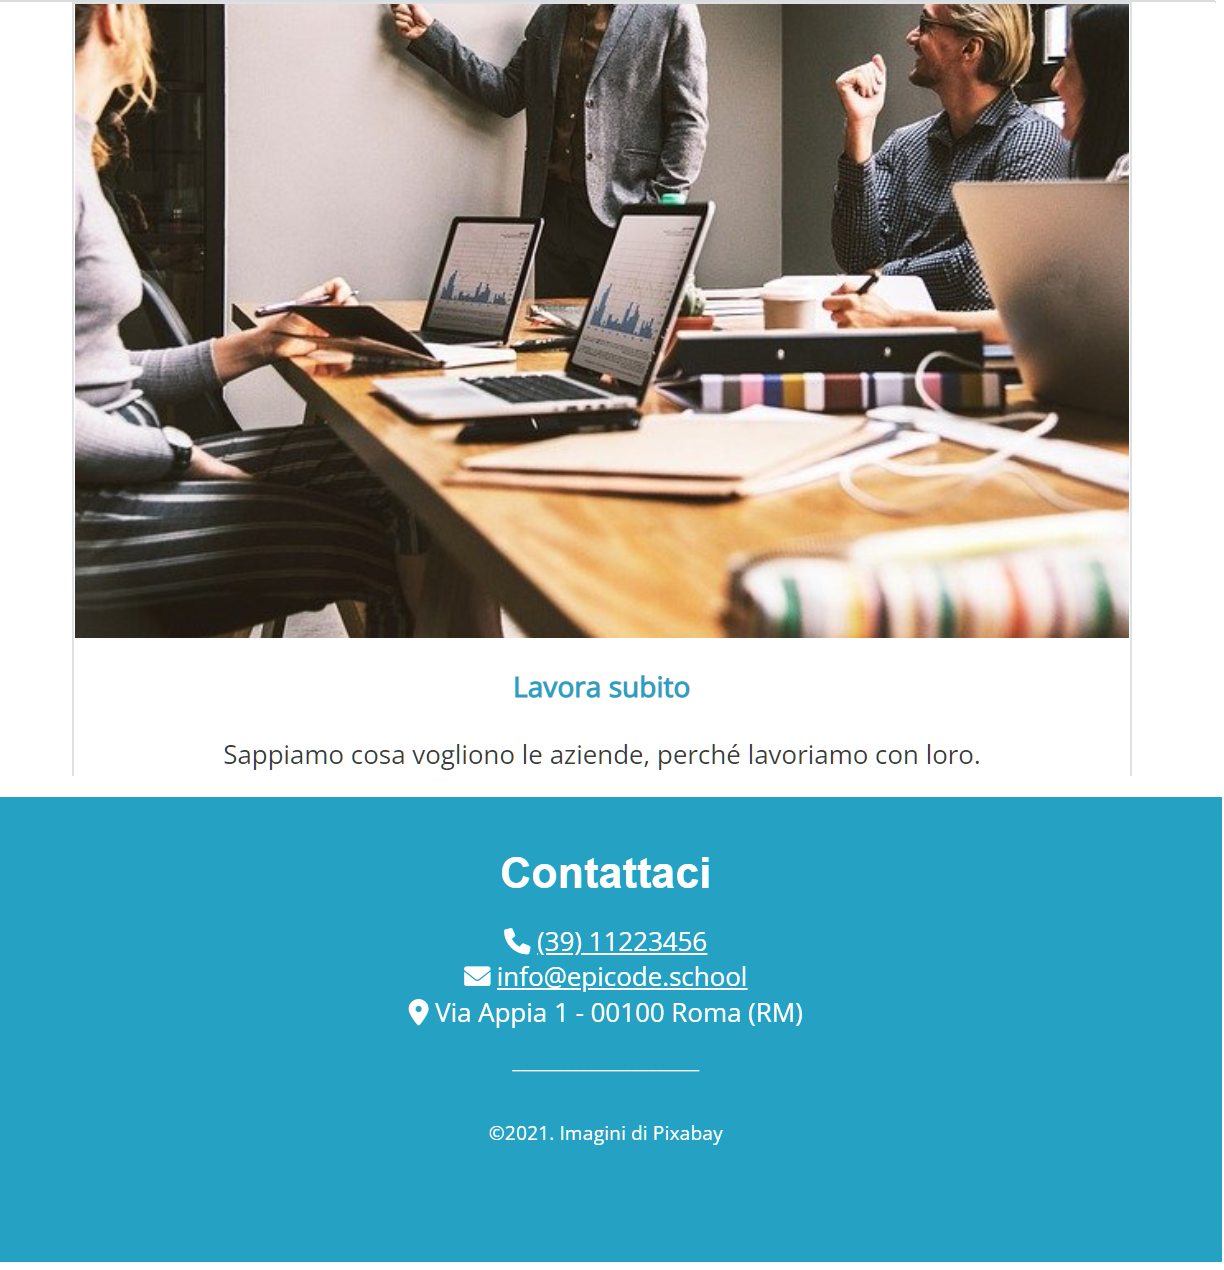 Lavora subito
Sappiamo cosa vogliono le aziende, perché lavoriamo con loro.
Contattaci
(39) 11223456
info@epicode.school
Via Appia 1 - 00100 Roma (RM)
©2021. Imagini di Pixabay